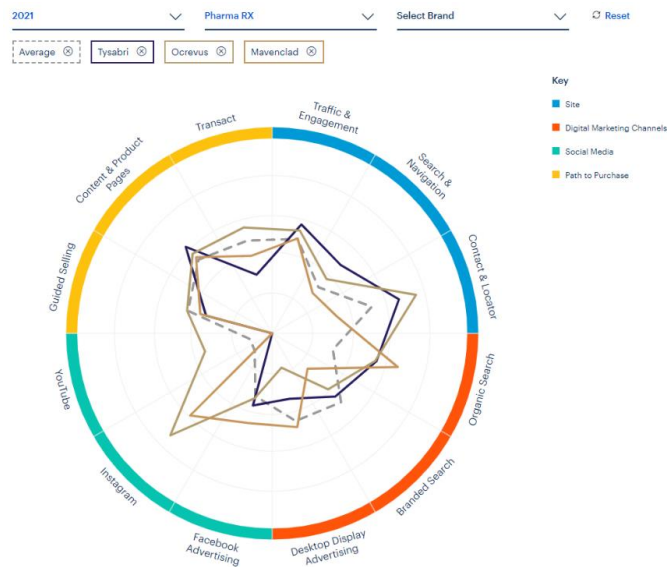 2021
Pharma RX
Select Brand
Reset
Average
Tysabri
Ocrevus
Mavenclad
Key
Site
Digital Marketing Channels
Social Media
Path to Purchase
Traffic &
Engagement
Search &
Navigation
Contact & Locator
Organic Search
Branded Search
Desktop Display
Advertising
Facebook
Advertising
Instagram
YouTube
Guided Selling
Content & Product
Pages
Transact